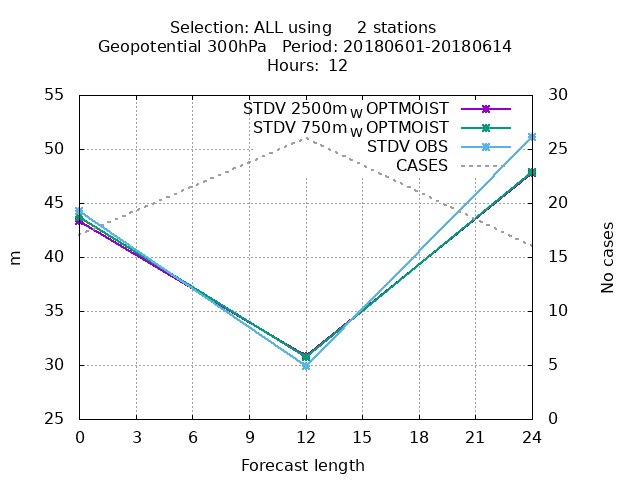 Selection: ALL using     2 stations
Geopotential 300hPa   Period: 20180601-20180614
Hours: 12
STDV 2500m_W OPTMOIST
STDV 750m_W OPTMOIST
STDV OBS
CASES
55
50
45
40
35
30
25
m
30
25
20
15
10
5
0
No cases
0 3 6 9 12 15 18 21 24
Forecast length